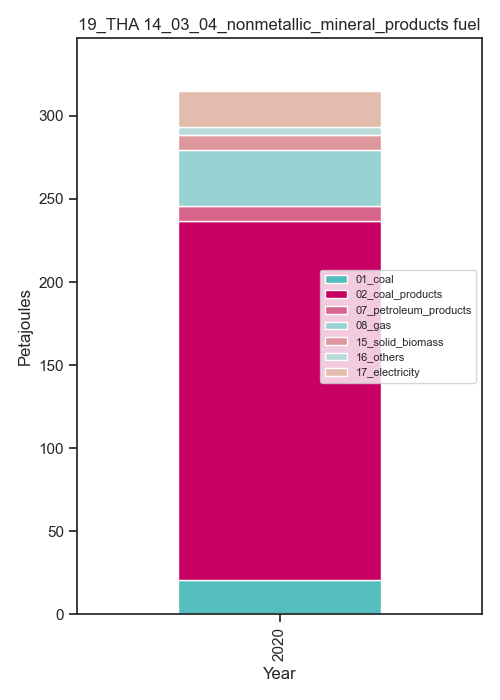 19_THA 14_03_04_nonmetallic_mineral_products fuel
300
250
200
150
100
50
0
Petajoules
01_coal
02_coal_products
07_petroleum_products
08_gas
15_solid_biomass
16_others
17_electricity
2020
Year